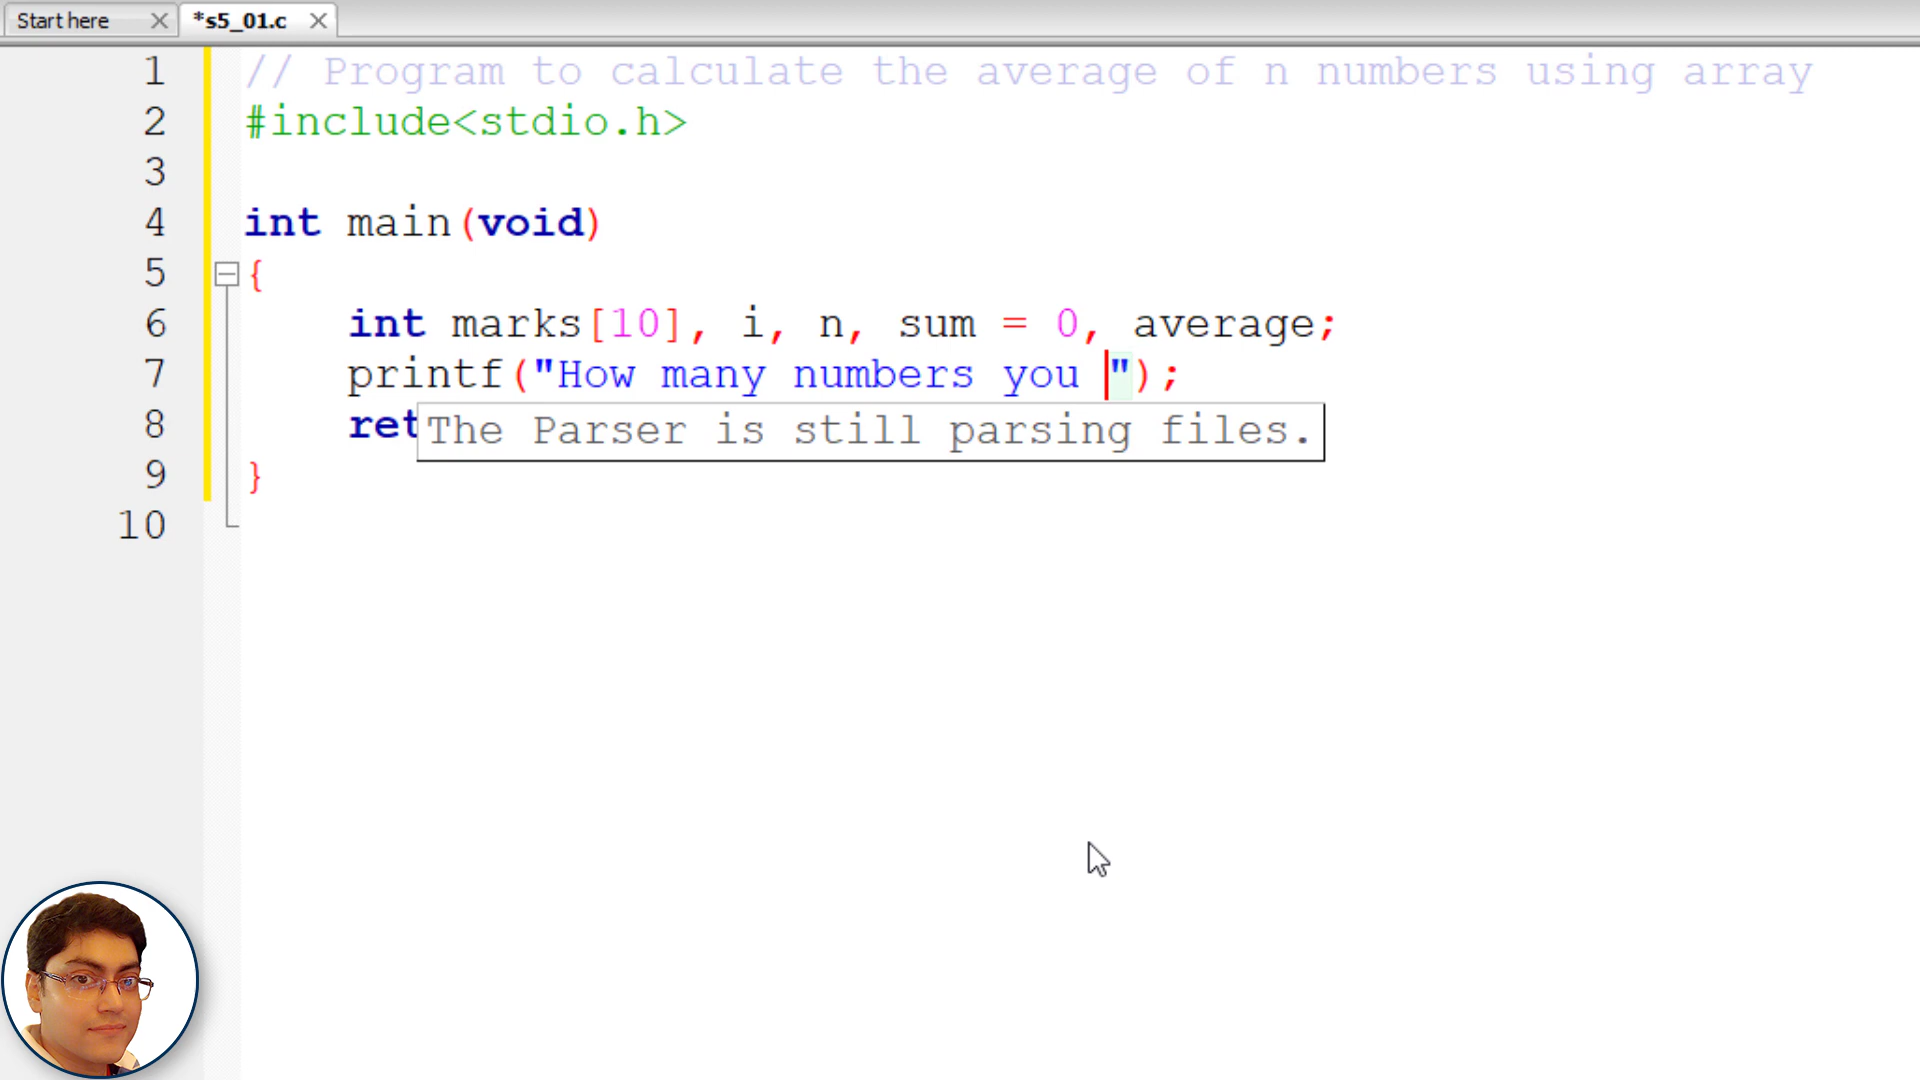 Start here *s5_01.c
1 // Program to calculate the average of n numbers using array
2 #include<stdio.h>
3
4 int main(void)
5 {
6 int marks[10], i, n, sum = 0, average;
7 printf("How many numbers you ");
8 ret
The Parser is still parsing files.
9 }
10